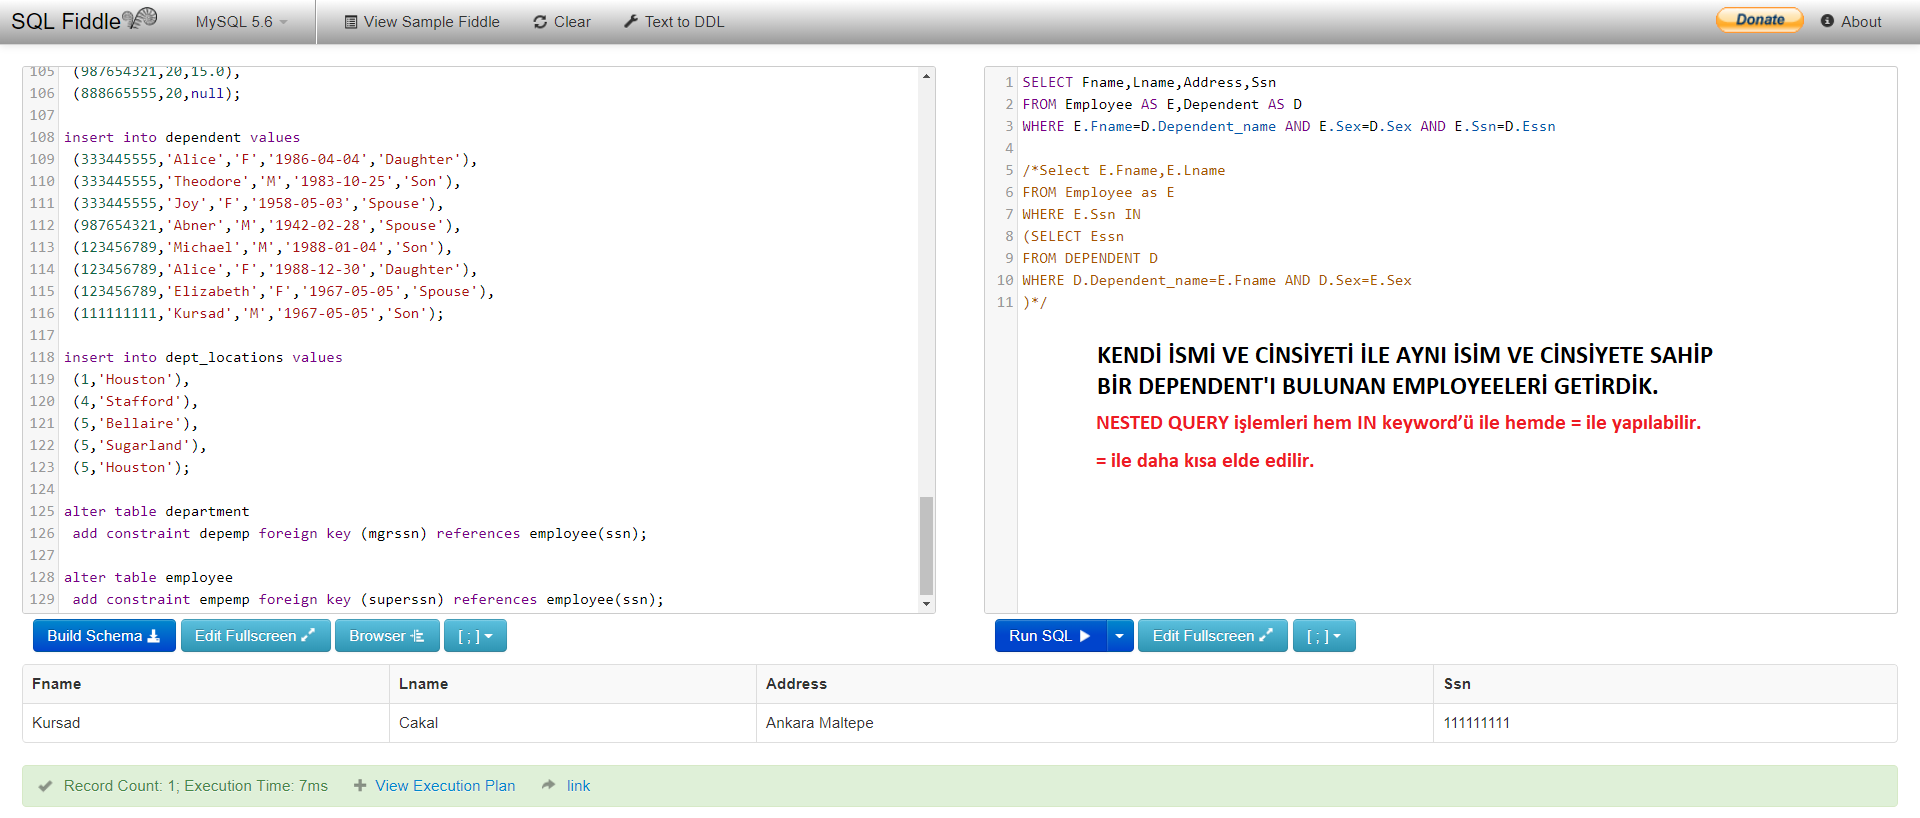 SQL Fiddle
MySQL 5.6
View Sample Fiddle
Clear
Text to DDL
Donate
About
105 (987654321,20,15.0),
106 (888665555,20,null);
107
108 insert into dependent values
109 (333445555,'Alice','F','1986-04-04','Daughter'),
110 (333445555,'Theodore','M','1983-10-25','Son'),
111 (333445555,'Joy','F','1958-05-03','Spouse'),
112 (987654321,'Abner','M','1942-02-28','Spouse'),
113 (123456789,'Michael','M','1988-01-04','Son'),
114 (123456789,'Alice','F','1988-12-30','Daughter'),
115 (123456789,'Elizabeth','F','1967-05-05','Spouse'),
116 (111111111,'Kursad','M','1967-05-05','Son');
117
118 insert into dept_locations values
119 (1,'Houston'),
120 (4,'Stafford'),
121 (5,'Bellaire'),
122 (5,'Sugarland'),
123 (5,'Houston');
124
125 alter table department
126 add constraint depemp foreign key (mgrssn) references employee(ssn);
127
128 alter table employee
129 add constraint empemp foreign key (superssn) references employee(ssn);
Build Schema
Edit Fullscreen
Browser
[ ; ]
1 SELECT Fname,Lname,Address,Ssn
2 FROM Employee AS E,Dependent AS D
3 WHERE E.Fname=D.Dependent_name AND E.Sex=D.Sex AND E.Ssn=D.Essn
4
5 /*Select E.Fname,E.Lname
6 FROM Employee as E
7 WHERE E.Ssn IN
8 (SELECT Essn
9 FROM DEPENDENT D
10 WHERE D.Dependent_name=E.Fname AND D.Sex=E.Sex
11 )*/
KENDİ İSMİ VE CİNSİYETİ İLE AYNI İSİM VE CİNSİYETE SAHİP
BİR DEPENDENT'I BULUNAN EMPLOYEELERİ GETİRDİK.
NESTED QUERY işlemleri hem IN keyword’ü ile hemde = ile yapılabilir.
= ile daha kısa elde edilir.
Run SQL
Edit Fullscreen
[ ; ]
Fname Lname Address Ssn
Kursad Cakal Ankara Maltepe 111111111
Record Count: 1; Execution Time: 7ms
View Execution Plan
link